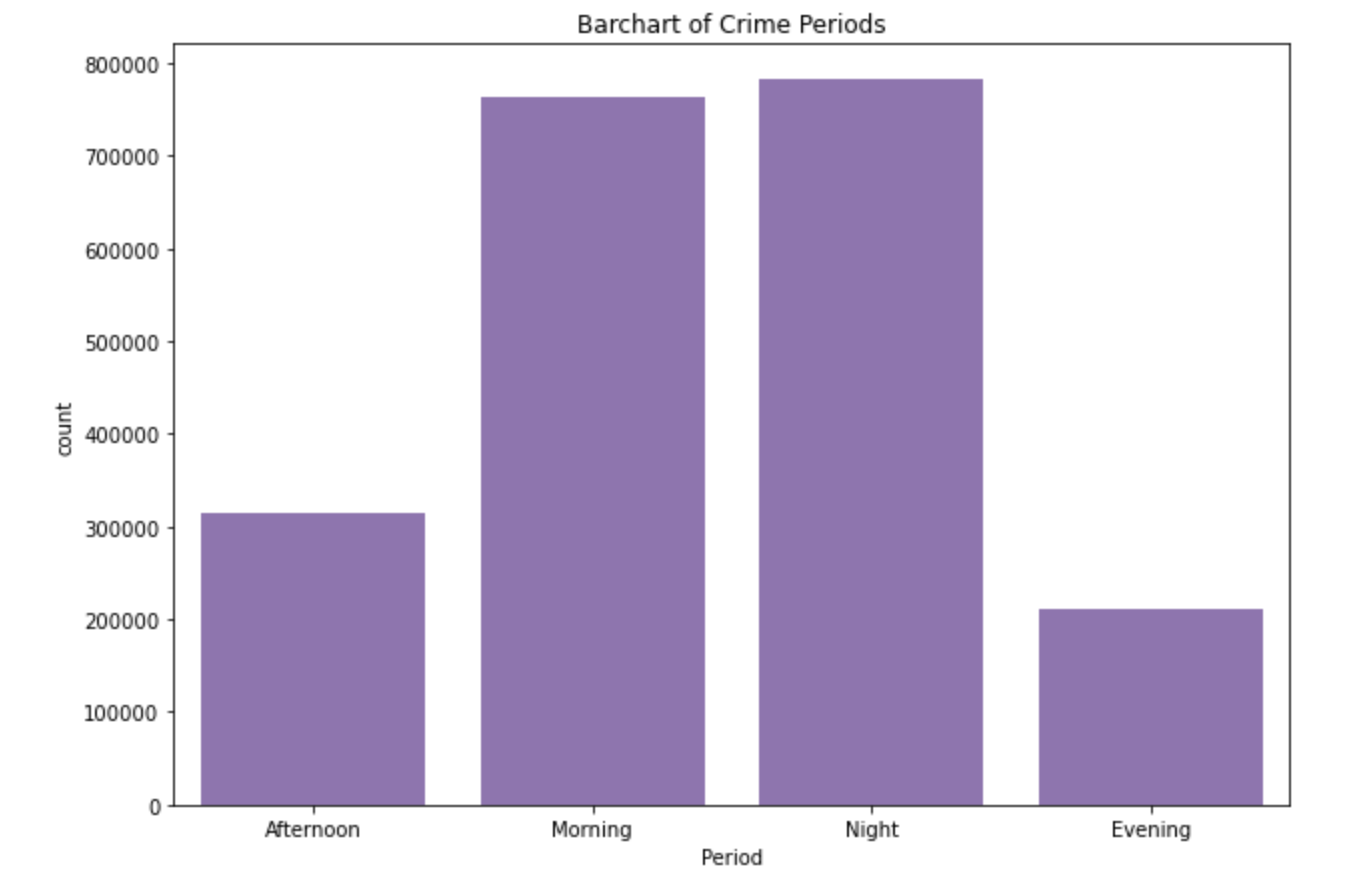 Barchart of Crime Periods
800000
700000
600000
500000
400000
300000
200000
100000
0
count
Afternoon Morning Night Evening
Period